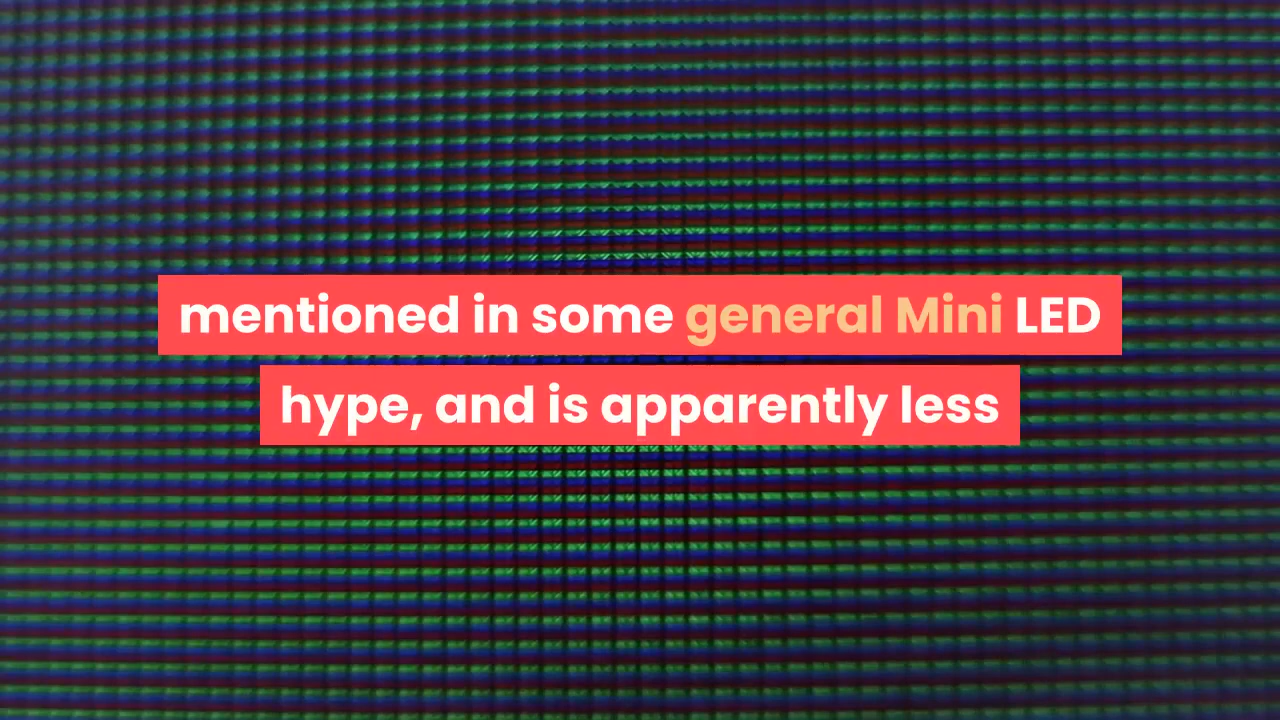 mentioned in some general Mini LED
hype, and is apparently less